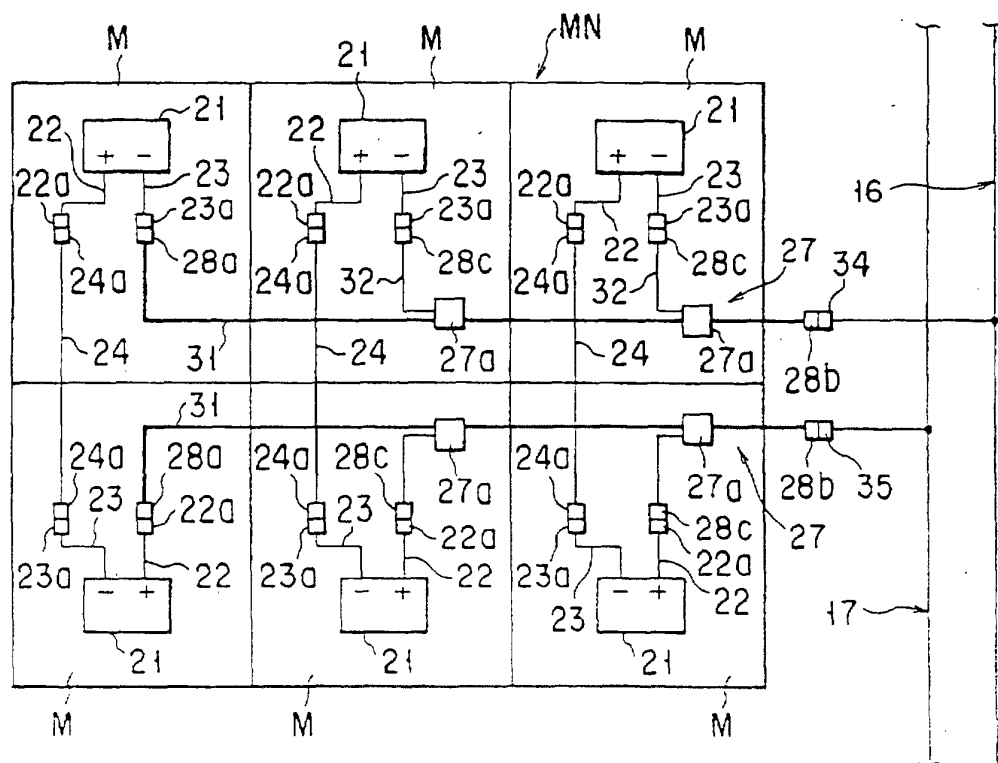 M M MN M
21 21 21
+ − + − + −
22 23 22 23 23
22a 23a 22a 23a 22a 22 23a
16
24a 28a 24a 32 28c 24a 32 28c 27 34
24 31 24 27a 24 27a 28b
31
24a 28a 24a 28c 27a 24a 27a 28b 35
23 22a 23 22a 28c 27
23a 22 23a 22 23a 22a
− + − + 23 − + 22 17
21 21 21
M M M